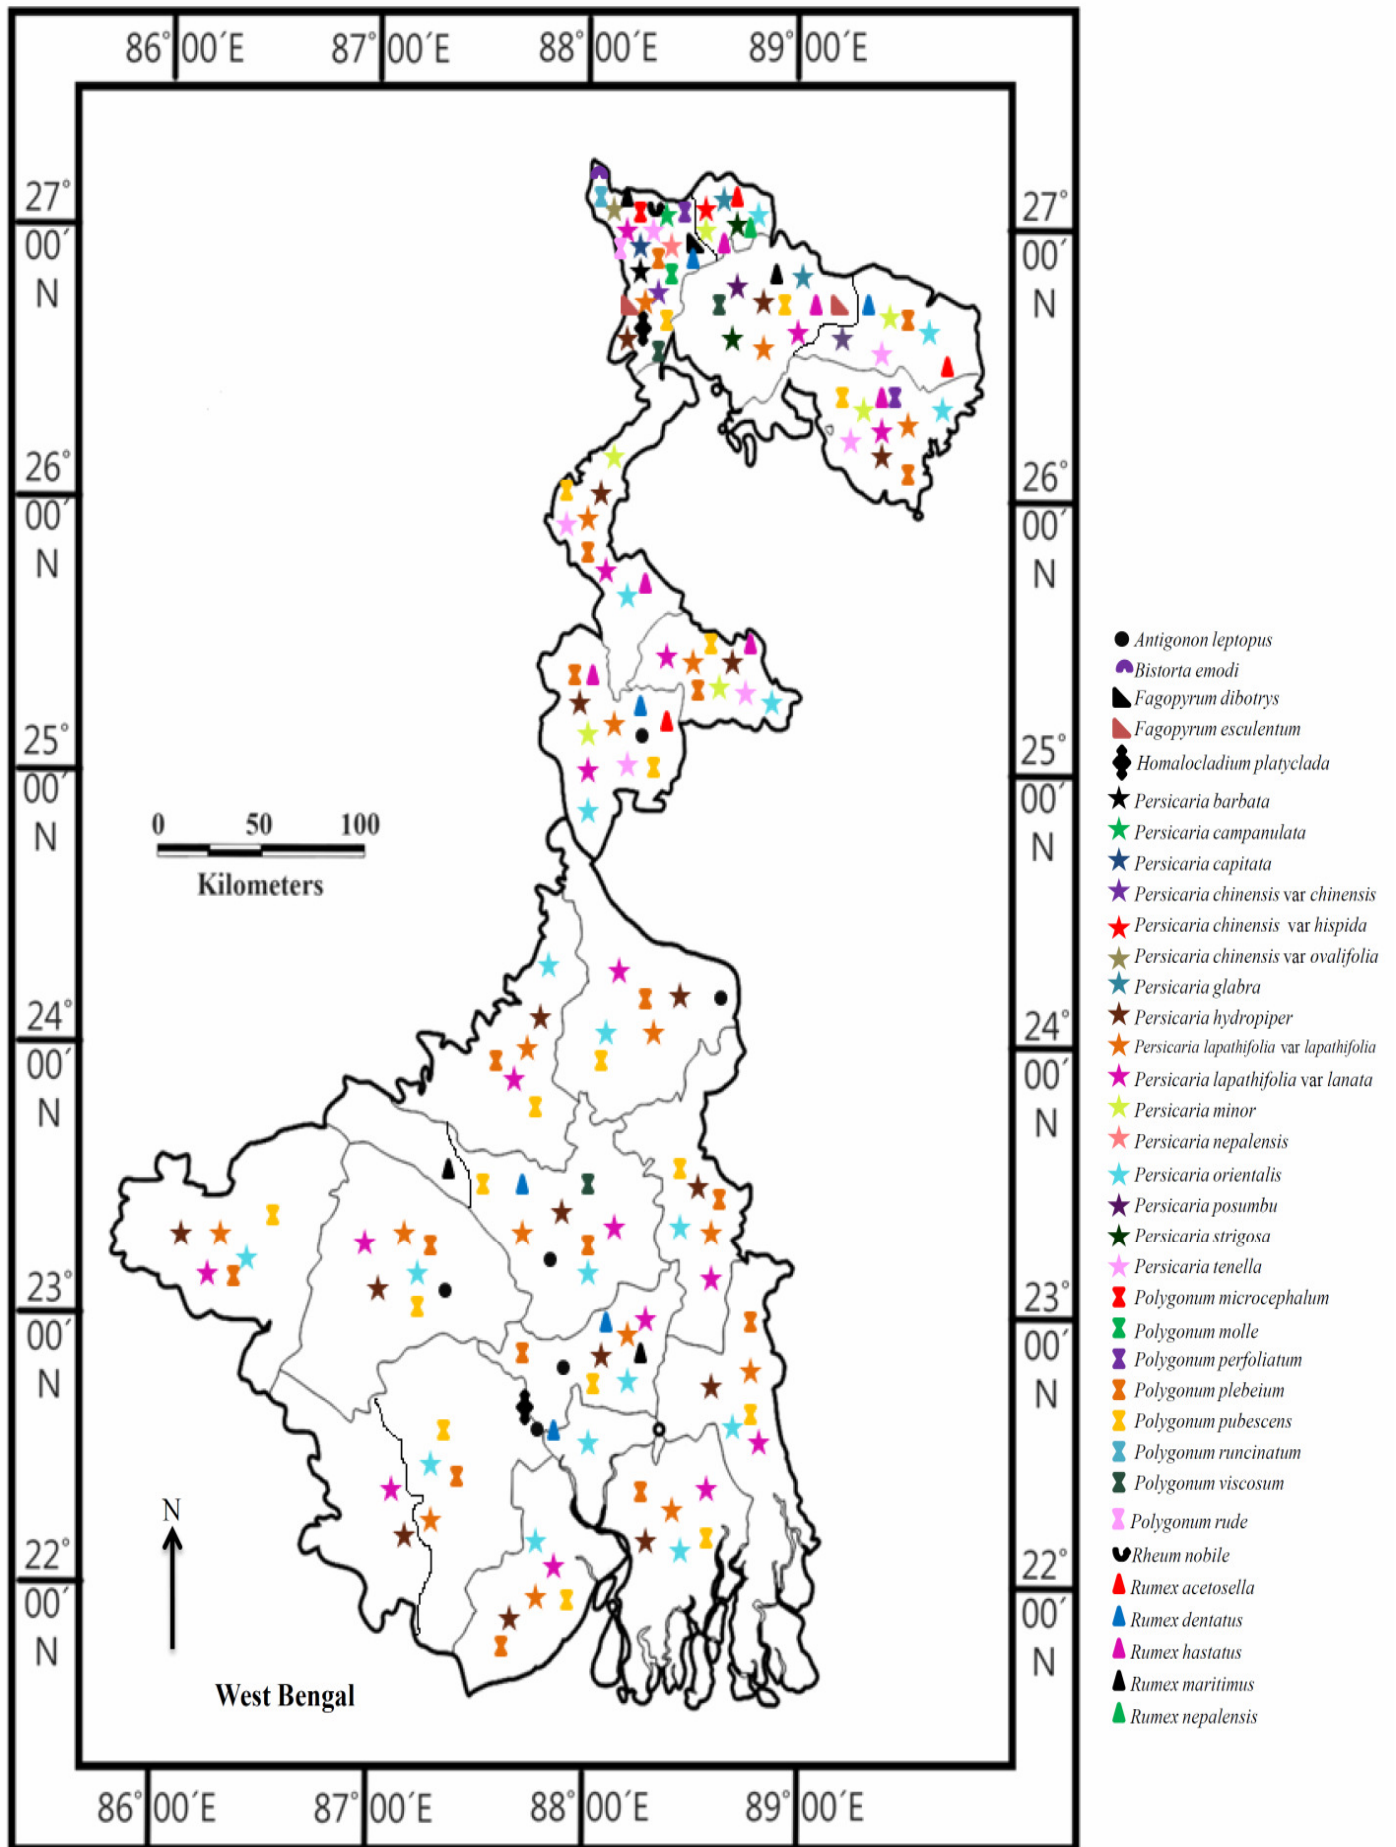 86°00′E 87°00′E 88°00′E 89°00′E
27°
00′
N
27°
00′
N
26°
00′
N
26°
00′
N
25°
00′
N
25°
00′
N
24°
00′
N
24°
00′
N
23°
00′
N
23°
00′
N
22°
00′
N
22°
00′
N
0 50 100
Kilometers
N
West Bengal
86°00′E 87°00′E 88°00′E 89°00′E
Antigonon leptopus
Bistorta emodi
Fagopyrum dibotrys
Fagopyrum esculentum
Homalocladium platyclada
Persicaria barbata
Persicaria campanulata
Persicaria capitata
Persicaria chinensis var chinensis
Persicaria chinensis var hispida
Persicaria chinensis var ovalifolia
Persicaria glabra
Persicaria hydropiper
Persicaria lapathifolia var lapathifolia
Persicaria lapathifolia var lanata
Persicaria minor
Persicaria nepalensis
Persicaria orientalis
Persicaria posumbu
Persicaria strigosa
Persicaria tenella
Polygonum microcephalum
Polygonum molle
Polygonum perfoliatum
Polygonum plebeium
Polygonum pubescens
Polygonum runcinatum
Polygonum viscosum
Polygonum rude
Rheum nobile
Rumex acetosella
Rumex dentatus
Rumex hastatus
Rumex maritimus
Rumex nepalensis